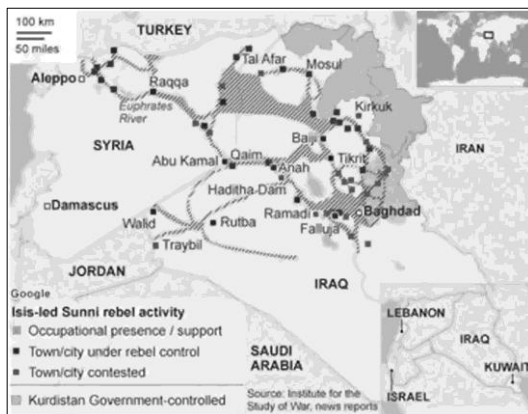 100 km
50 miles
TURKEY
Tal Afar
Mosul
Aleppo
Raqqa
Kirkuk
Euphrates
River
Baiji
SYRIA
Qaim
Tikrit
IRAN
Abu Kamal
Anah
Haditha Dam
Damascus
Ramadi
Baghdad
Walid
Rutba
Falluja
Traybil
JORDAN
IRAQ
Google
Isis-led Sunni rebel activity
Occupational presence / support
Town/city under rebel control
Town/city contested
Kurdistan Government-controlled
SAUDI
ARABIA
Source: Institute for the
Study of War, news reports
LEBANON
IRAQ
KUWAIT
ISRAEL